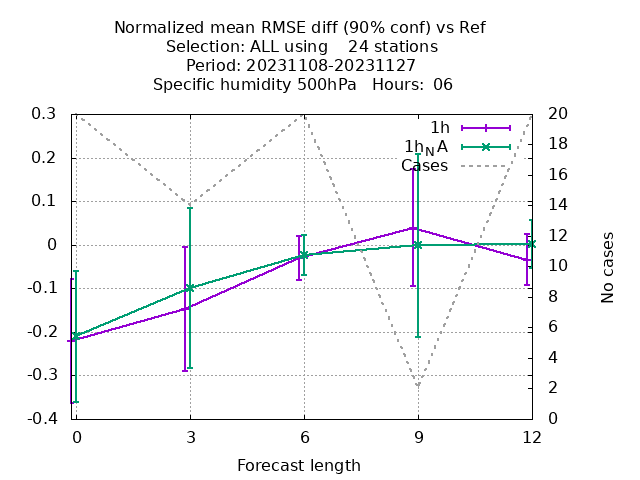 Normalized mean RMSE diff (90% conf) vs Ref
Selection: ALL using    24 stations
Period: 20231108-20231127
Specific humidity 500hPa   Hours:  06
0.3
0.2
0.1
0
-0.1
-0.2
-0.3
-0.4
20
18
16
14
12
10
8
6
4
2
0
1h
1hNA
Cases
No cases
0
3
6
9
12
Forecast length